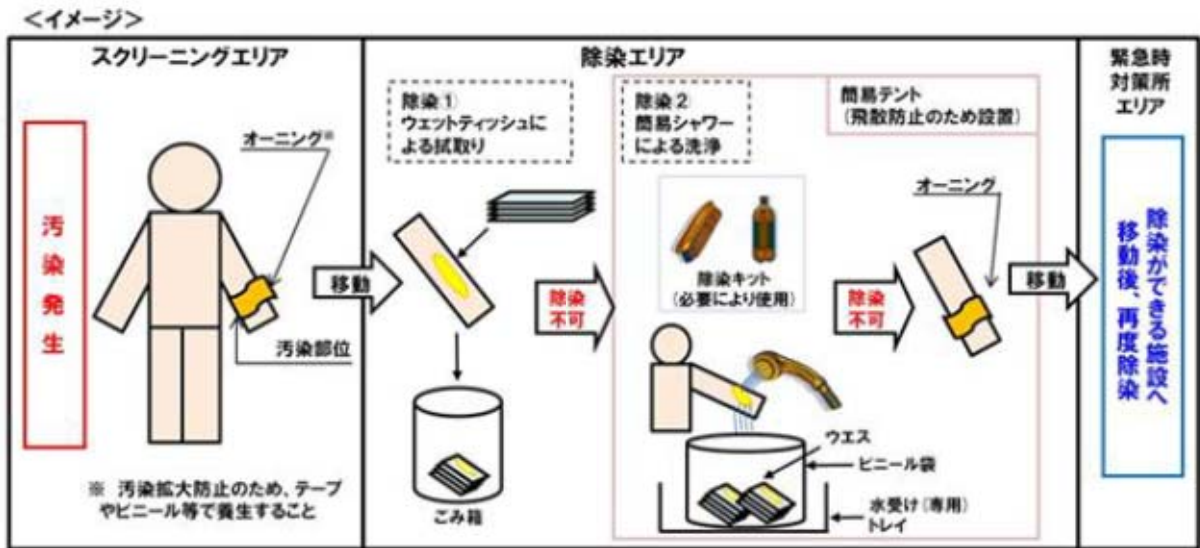 ＜イメージ＞
スクリーニングエリア
汚染発生
オーニング※
汚染部位
※ 汚染拡大防止のため、テープ
やビニール等で養生すること
移動
除染エリア
除染①
ウェットティッシュに
よる拭取り
ごみ箱
除染
不可
除染②
簡易シャワー
による洗浄
簡易テント
(飛散防止のため設置)
除染キット
(必要により使用)
ウエス
ビニール袋
水受け(専用)
トレイ
除染
不可
オーニング
移動
緊急時
対策所
エリア
除染ができる施設へ
移動後、再度除染